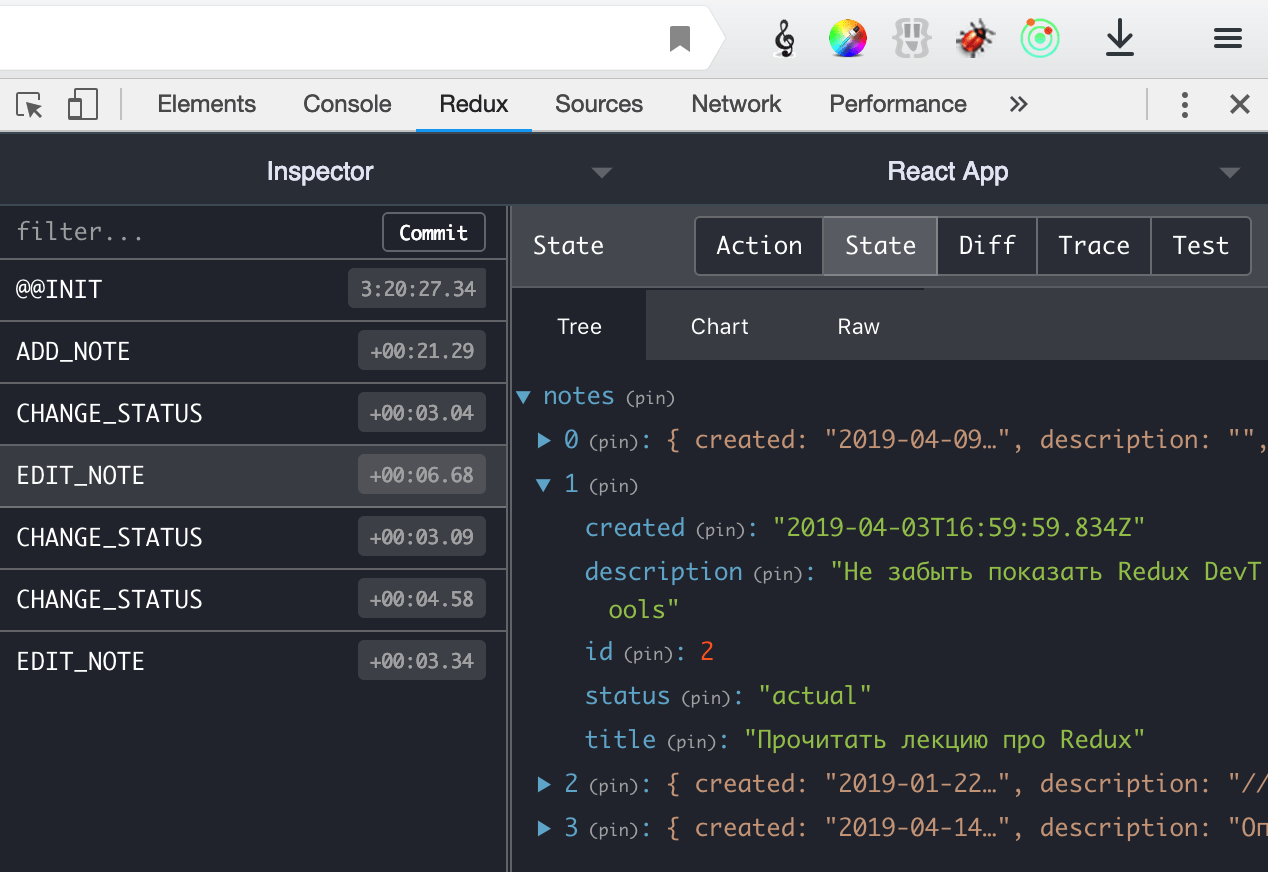 Elements Console Redux Sources Network Performance »
Inspector React App
filter... Commit
@@INIT 3:20:27.34
ADD_NOTE +00:21.29
CHANGE_STATUS +00:03.04
EDIT_NOTE +00:06.68
CHANGE_STATUS +00:03.09
CHANGE_STATUS +00:04.58
EDIT_NOTE +00:03.34
State Action State Diff Trace Test
Tree Chart Raw
notes (pin)
0 (pin): { created: "2019-04-09…", description: "",
1 (pin)
created (pin): "2019-04-03T16:59:59.834Z"
description (pin): "Не забыть показать Redux DevT
ools"
id (pin): 2
status (pin): "actual"
title (pin): "Прочитать лекцию про Redux"
2 (pin): { created: "2019-01-22…", description: "//
3 (pin): { created: "2019-04-14…", description: "Оп